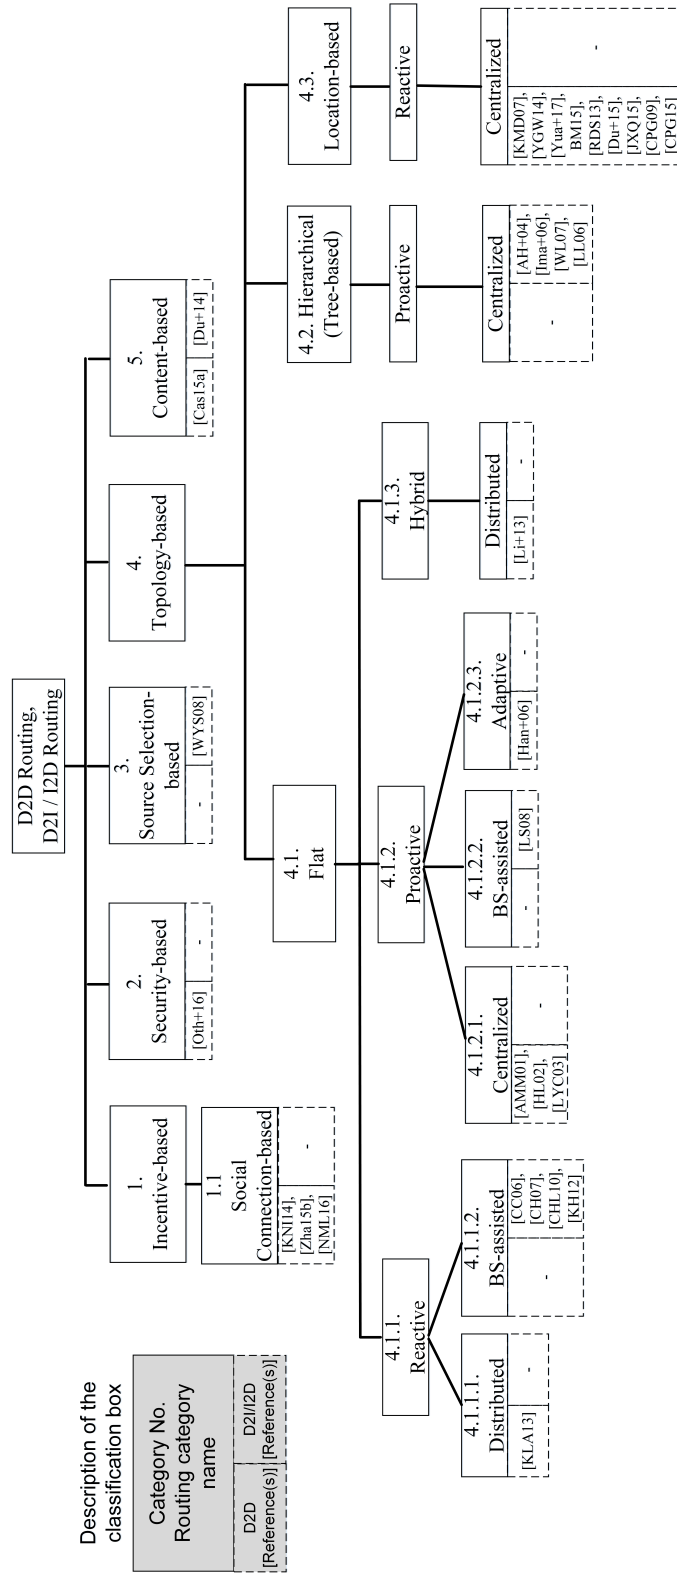 D2D Routing,
D2I / I2D Routing
Description of the
classification box
Category No.
Routing category
name
D2D
[Reference(s)]
D2I/I2D
[Reference(s)]
1.
Incentive-based
1.1
Social
Connection-based
[KNI14],
[Zha15b],
[NML16]
-
2.
Security-based
[Oth+16]
-
3.
Source Selection-
based
-
[WYS08]
4.
Topology-based
5.
Content-based
[Cas15a]
[Du+14]
4.1.
Flat
4.2. Hierarchical
(Tree-based)
Proactive
Centralized
-
[AH+04],
[Ima+06],
[WL07],
[LL06]
4.3.
Location-based
Reactive
Centralized
[KMD07],
[YGW14],
[Yua+17],
BM15],
[RDS13],
[Du+15],
[JXQ15],
[CPG09],
[CPG15]
-
4.1.1.
Reactive
4.1.1.1.
Distributed
[KLA13]
-
4.1.1.2.
BS-assisted
-
[CC06],
[CH07],
[CHL10],
[KH12]
4.1.2.
Proactive
4.1.2.1.
Centralized
[AMM01],
[HL02],
[LYC03]
-
4.1.2.2.
BS-assisted
-
[LS08]
4.1.2.3.
Adaptive
[Han+06]
-
4.1.3.
Hybrid
Distributed
[Li+13]
-